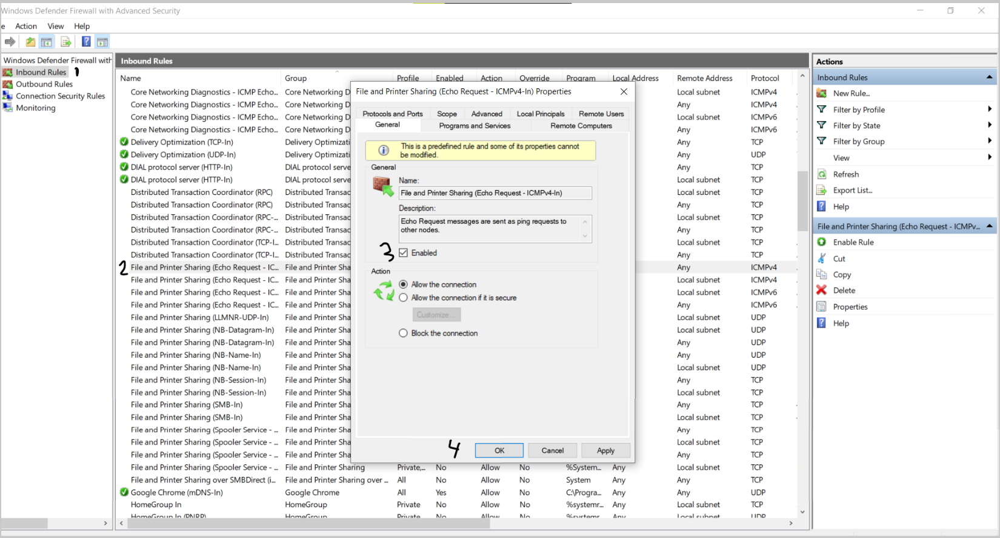 Windows Defender Firewall with Advanced Security
e Action View Help
Windows Defender Firewall with
Inbound Rules 1
Outbound Rules
Connection Security Rules
Monitoring
Inbound Rules
Name Group Profile Enabled Action Override Program Local Address Remote Address Protocol
Core Networking Diagnostics - ICMP Echo... Core Networking D Local subnet ICMPv4
Core Networking Diagnostics - ICMP Echo... Core Networking D Any ICMPv4
Core Networking Diagnostics - ICMP Echo... Core Networking D Local subnet ICMPv6
Core Networking Diagnostics - ICMP Echo... Core Networking D Any ICMPv6
Delivery Optimization (TCP-In) Delivery Optimizati Any TCP
Delivery Optimization (UDP-In) Delivery Optimizati Any UDP
DIAL protocol server (HTTP-In) DIAL protocol serve Any TCP
DIAL protocol server (HTTP-In) DIAL protocol serve Local subnet TCP
Distributed Transaction Coordinator (RPC) Distributed Transac Local subnet TCP
Distributed Transaction Coordinator (RPC) Distributed Transac Any TCP
Distributed Transaction Coordinator (RPC-... Distributed Transac Local subnet TCP
Distributed Transaction Coordinator (RPC-... Distributed Transac Any TCP
Distributed Transaction Coordinator (TCP-I... Distributed Transac Local subnet TCP
Distributed Transaction Coordinator (TCP-I... Distributed Transac Any TCP
2 File and Printer Sharing (Echo Request - IC... File and Printer Sha Any ICMPv4
File and Printer Sharing (Echo Request - IC... File and Printer Sha Local subnet ICMPv4
File and Printer Sharing (Echo Request - IC... File and Printer Sha Local subnet ICMPv6
File and Printer Sharing (Echo Request - IC... File and Printer Sha Any ICMPv6
File and Printer Sharing (LLMNR-UDP-In) File and Printer Sha Local subnet UDP
File and Printer Sharing (NB-Datagram-In) File and Printer Sha Local subnet UDP
File and Printer Sharing (NB-Datagram-In) File and Printer Sha Any UDP
File and Printer Sharing (NB-Name-In) File and Printer Sha Any UDP
File and Printer Sharing (NB-Name-In) File and Printer Sha Local subnet UDP
File and Printer Sharing (NB-Session-In) File and Printer Sha Any TCP
File and Printer Sharing (NB-Session-In) File and Printer Sha Local subnet TCP
File and Printer Sharing (SMB-In) File and Printer Sha Any TCP
File and Printer Sharing (SMB-In) File and Printer Sha Local subnet TCP
File and Printer Sharing (Spooler Service - ... File and Printer Sha Any TCP
File and Printer Sharing (Spooler Service - ... File and Printer Sha Local subnet TCP
File and Printer Sharing (Spooler Service - ... File and Printer Sha Any TCP
File and Printer Sharing (Spooler Service - ... File and Printer Sharing Private,... No Allow No %System... Any Local subnet TCP
File and Printer Sharing over SMBDirect (i... File and Printer Sharing over ... All No Allow No System Any Any TCP
Google Chrome (mDNS-In) Google Chrome All Yes Allow No C:\Progra... Any Any UDP
HomeGroup In HomeGroup Private No Allow No %systemr... Any Local subnet TCP
HomeGroup In (PNRP) HomeGroup Private No Allow No %systemr Any Local subnet UDP
File and Printer Sharing (Echo Request - ICMPv4-In) Properties
Protocols and Ports Scope Advanced Local Principals Remote Users
General Programs and Services Remote Computers
This is a predefined rule and some of its properties cannot
be modified.
General
Name:
File and Printer Sharing (Echo Request - ICMPv4-In)
Description:
Echo Request messages are sent as ping requests to
other nodes.
3 Enabled
Action
Allow the connection
Allow the connection if it is secure
Customize...
Block the connection
4 OK Cancel Apply
Actions
Inbound Rules
New Rule...
Filter by Profile
Filter by State
Filter by Group
View
Refresh
Export List...
Help
File and Printer Sharing (Echo Request - ICMPv...
Enable Rule
Cut
Copy
Delete
Properties
Help